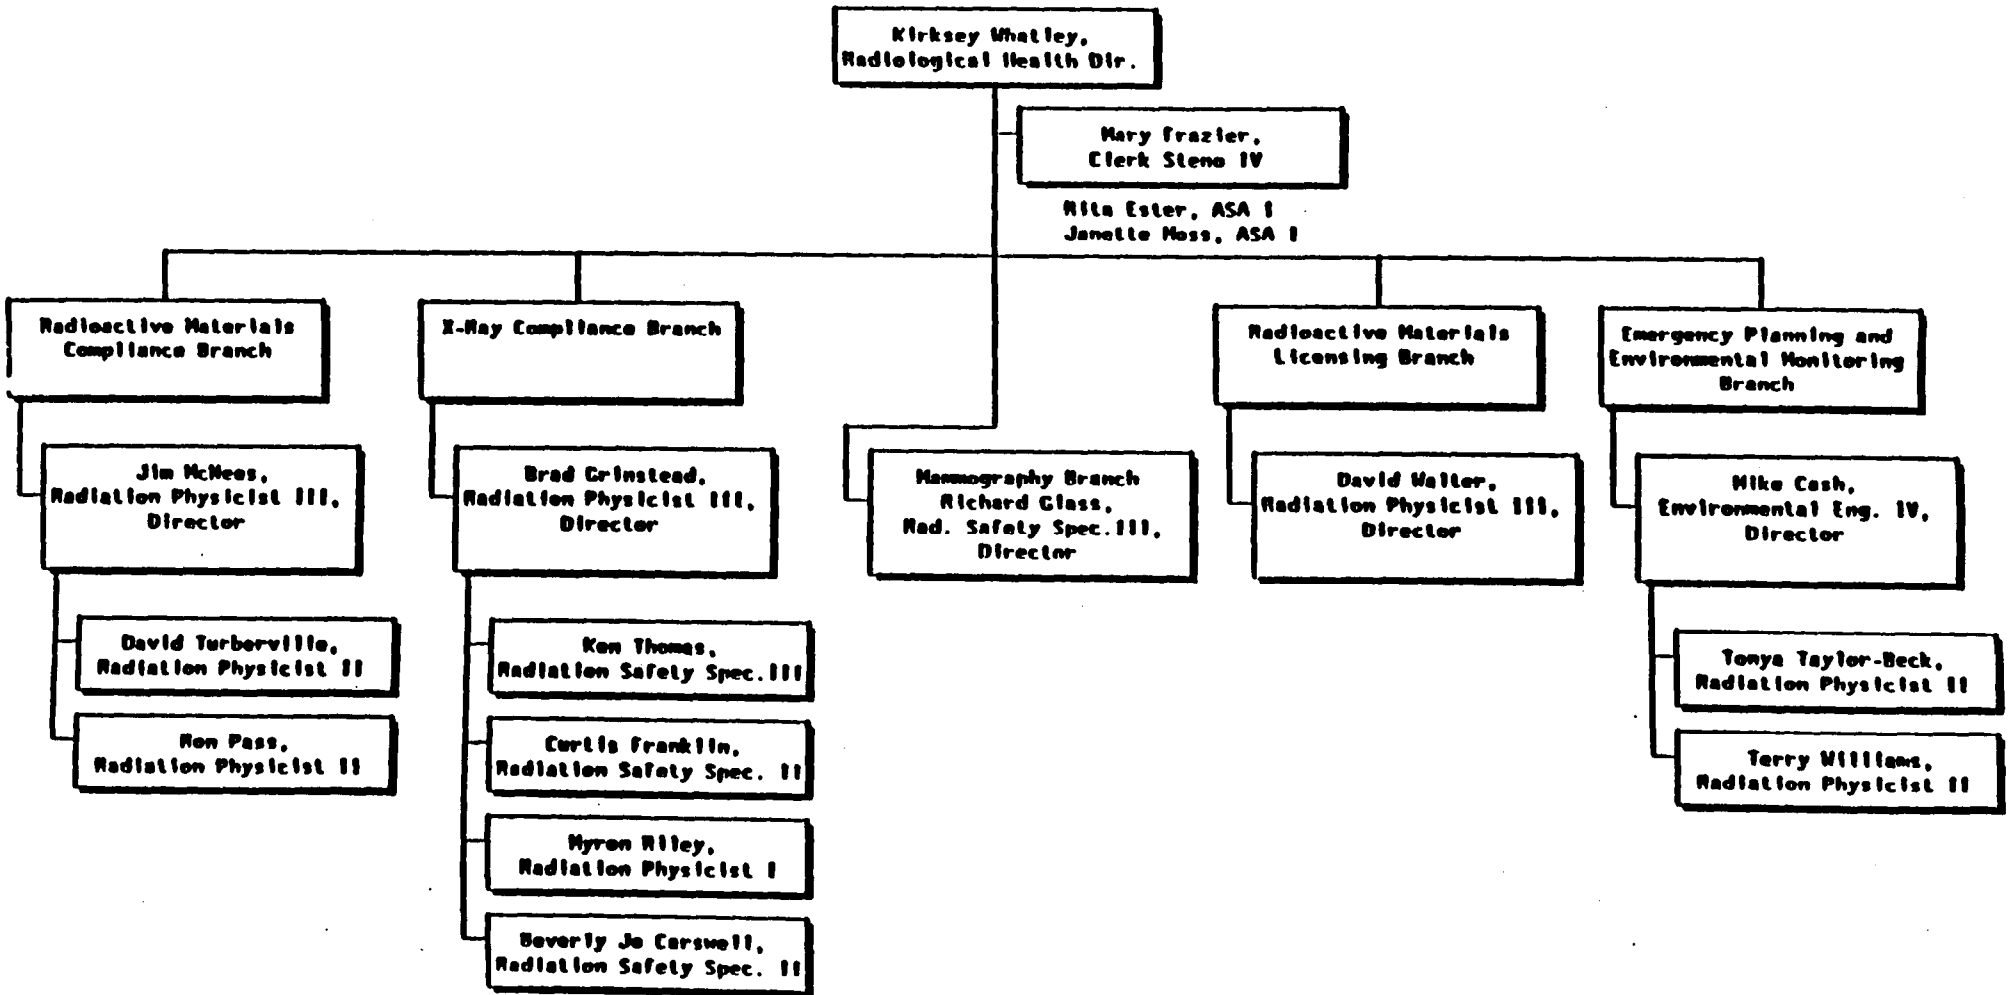 Kirksey Whatley,
Radiological Health Dir.
Mary Frazier,
Clerk Steno IV
Rita Ester, ASA I
Janette Moss, ASA I
Radioactive Materials
Compliance Branch
Jim McNees,
Radiation Physicist III,
Director
David Turberville,
Radiation Physicist II
Ron Pass,
Radiation Physicist II
X-Ray Compliance Branch
Brad Grinstead,
Radiation Physicist III,
Director
Ken Thomas,
Radiation Safety Spec.III
Curtis Franklin,
Radiation Safety Spec. II
Myron Riley,
Radiation Physicist I
Beverly Jo Carswell,
Radiation Safety Spec. II
Mammography Branch
Richard Glass,
Rad. Safety Spec.III,
Director
Radioactive Materials
Licensing Branch
David Walter,
Radiation Physicist III,
Director
Emergency Planning and
Environmental Monitoring
Branch
Mike Cash,
Environmental Eng. IV,
Director
Tonya Taylor-Beck,
Radiation Physicist II
Terry Williams,
Radiation Physicist II